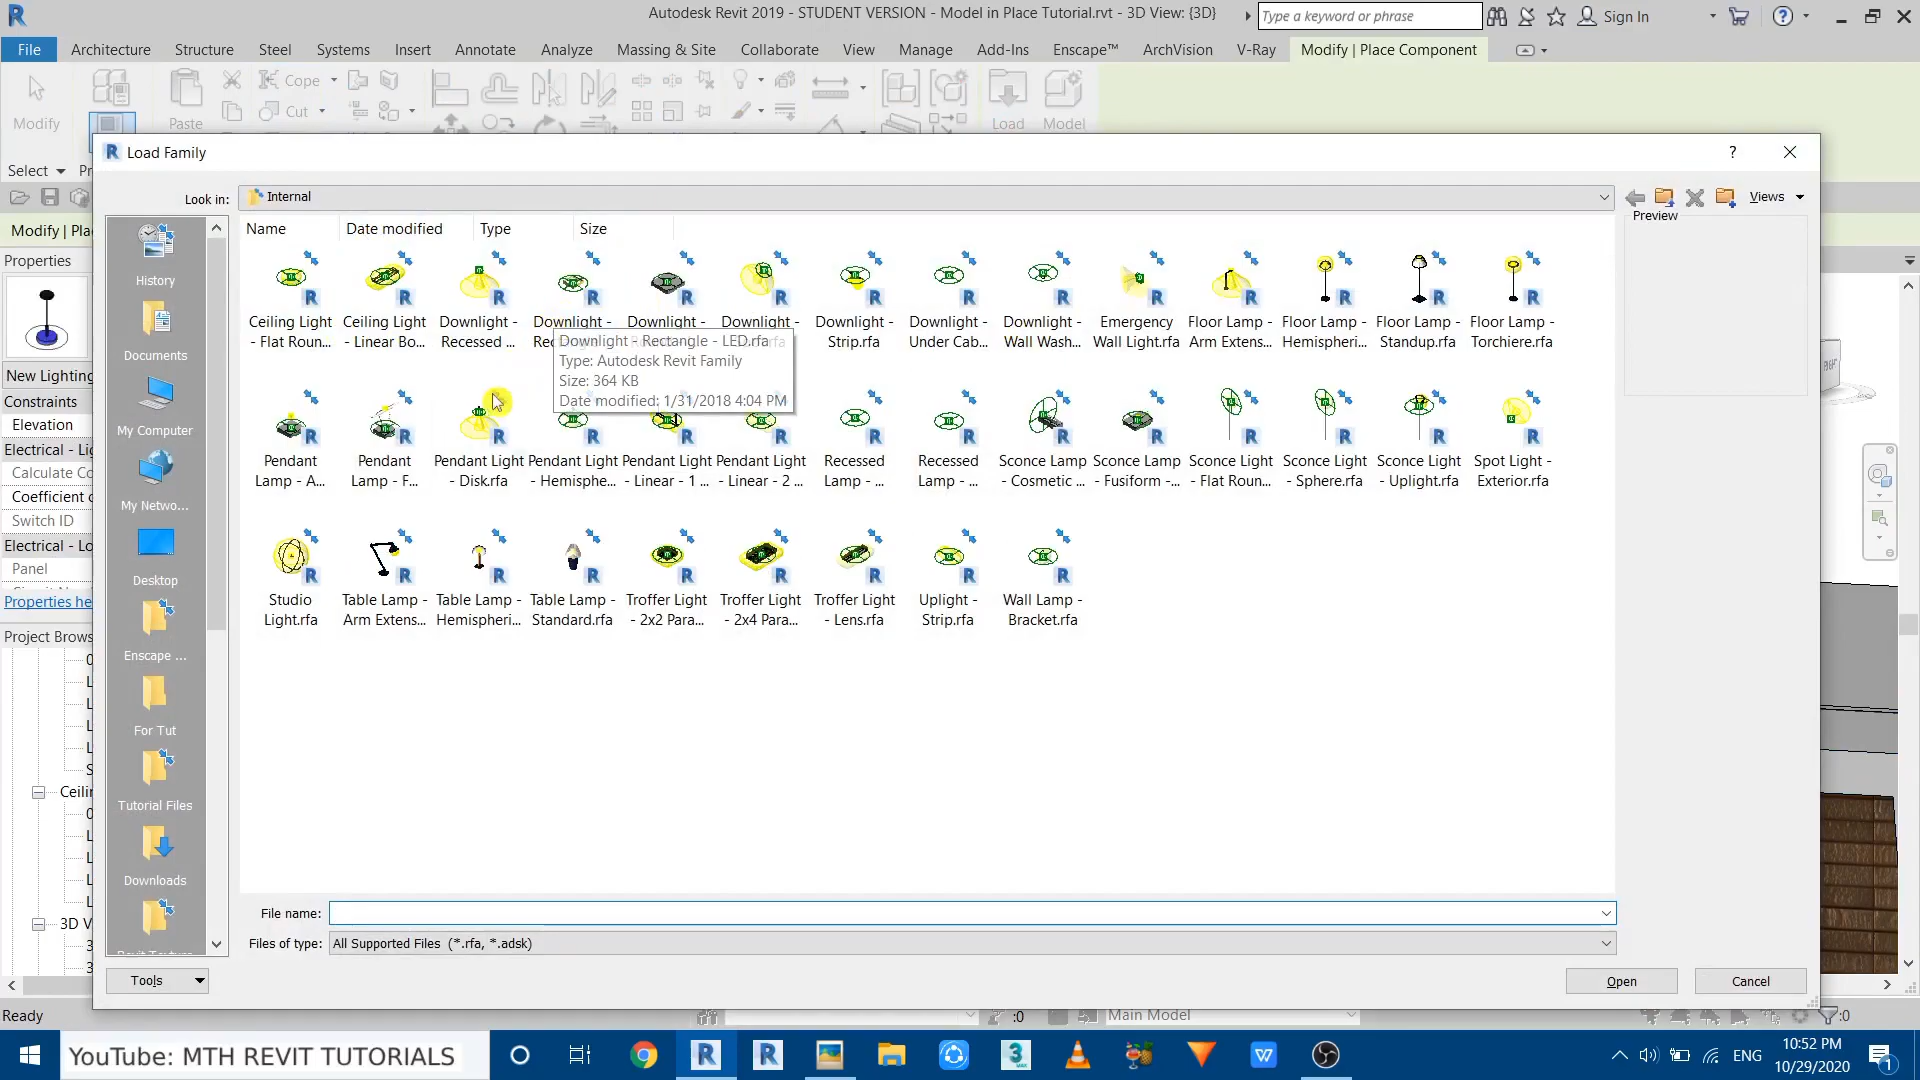 Autodesk Revit 2019 - STUDENT VERSION - Model in Place Tutorial.rvt - 3D View: {3D}
Type a keyword or phrase
Sign In
File Architecture Structure Steel Systems Insert Annotate Analyze Massing & Site Collaborate View Manage Add-Ins Enscape™ ArchVision V-Ray Modify | Place Component
Cope
Cut
Modify Paste Load Model
Select
Load Family
Look in: Internal
Views
Preview
Modify | Pla
Name Date modified Type Size
Properties
History
Documents
My Computer
My Netwo...
Desktop
Enscape ...
For Tut
Tutorial Files
Downloads
Ceiling Light - Flat Roun...
Ceiling Light - Linear Bo...
Downlight - Recessed ...
Downlight -
Downlight -
Downlight -
Downlight - Strip.rfa
Downlight - Under Cab...
Downlight - Wall Wash...
Emergency Wall Light.rfa
Floor Lamp - Arm Extens...
Floor Lamp - Hemispheri...
Floor Lamp - Standup.rfa
Floor Lamp - Torchiere.rfa
Downlight - Rectangle - LED.rfa
Type: Autodesk Revit Family
Size: 364 KB
Date modified: 1/31/2018 4:04 PM
Pendant Lamp - A...
Pendant Lamp - F...
Pendant Light - Disk.rfa
Pendant Light - Hemisphe...
Pendant Light - Linear - 1 ...
Pendant Light - Linear - 2 ...
Recessed Lamp - ...
Recessed Lamp - ...
Sconce Lamp - Cosmetic ...
Sconce Lamp - Fusiform -...
Sconce Light - Flat Roun...
Sconce Light - Sphere.rfa
Sconce Light - Uplight.rfa
Spot Light - Exterior.rfa
Studio Light.rfa
Table Lamp - Arm Extens...
Table Lamp - Hemispheri...
Table Lamp - Standard.rfa
Troffer Light - 2x2 Para...
Troffer Light - 2x4 Para...
Troffer Light - Lens.rfa
Uplight - Strip.rfa
Wall Lamp - Bracket.rfa
New Lighting
Constraints
Elevation
Electrical - Lig
Calculate Co
Coefficient o
Switch ID
Electrical - Lo
Panel
Properties he
Project Brows
Ceilin
3D V
File name:
Files of type: All Supported Files (*.rfa, *.adsk)
Tools
Open
Cancel
Ready
:0
Main Model
:0
YouTube: MTH REVIT TUTORIALS
ENG
10:52 PM
10/29/2020
1